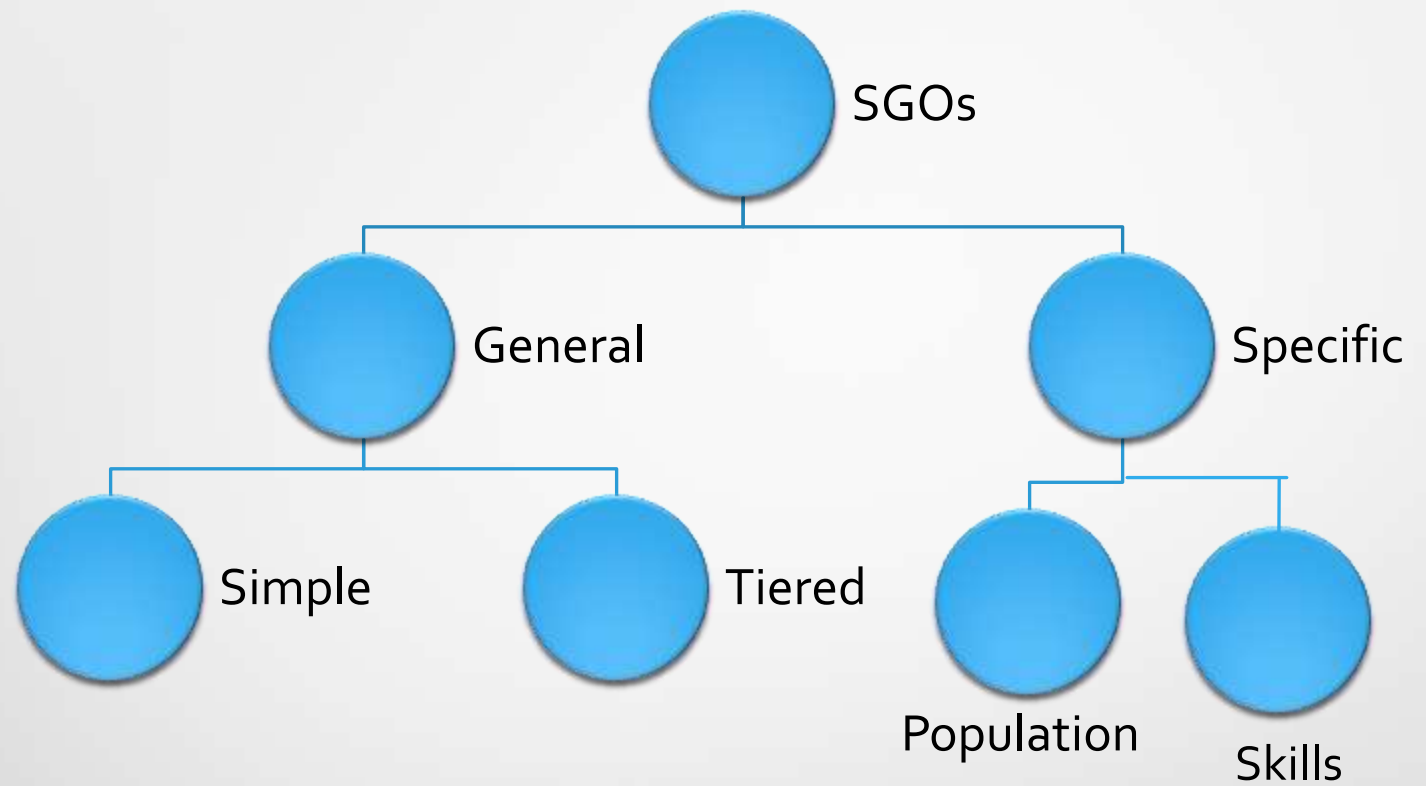 SGOs
General
Specific
Simple
Tiered
Population
Skills